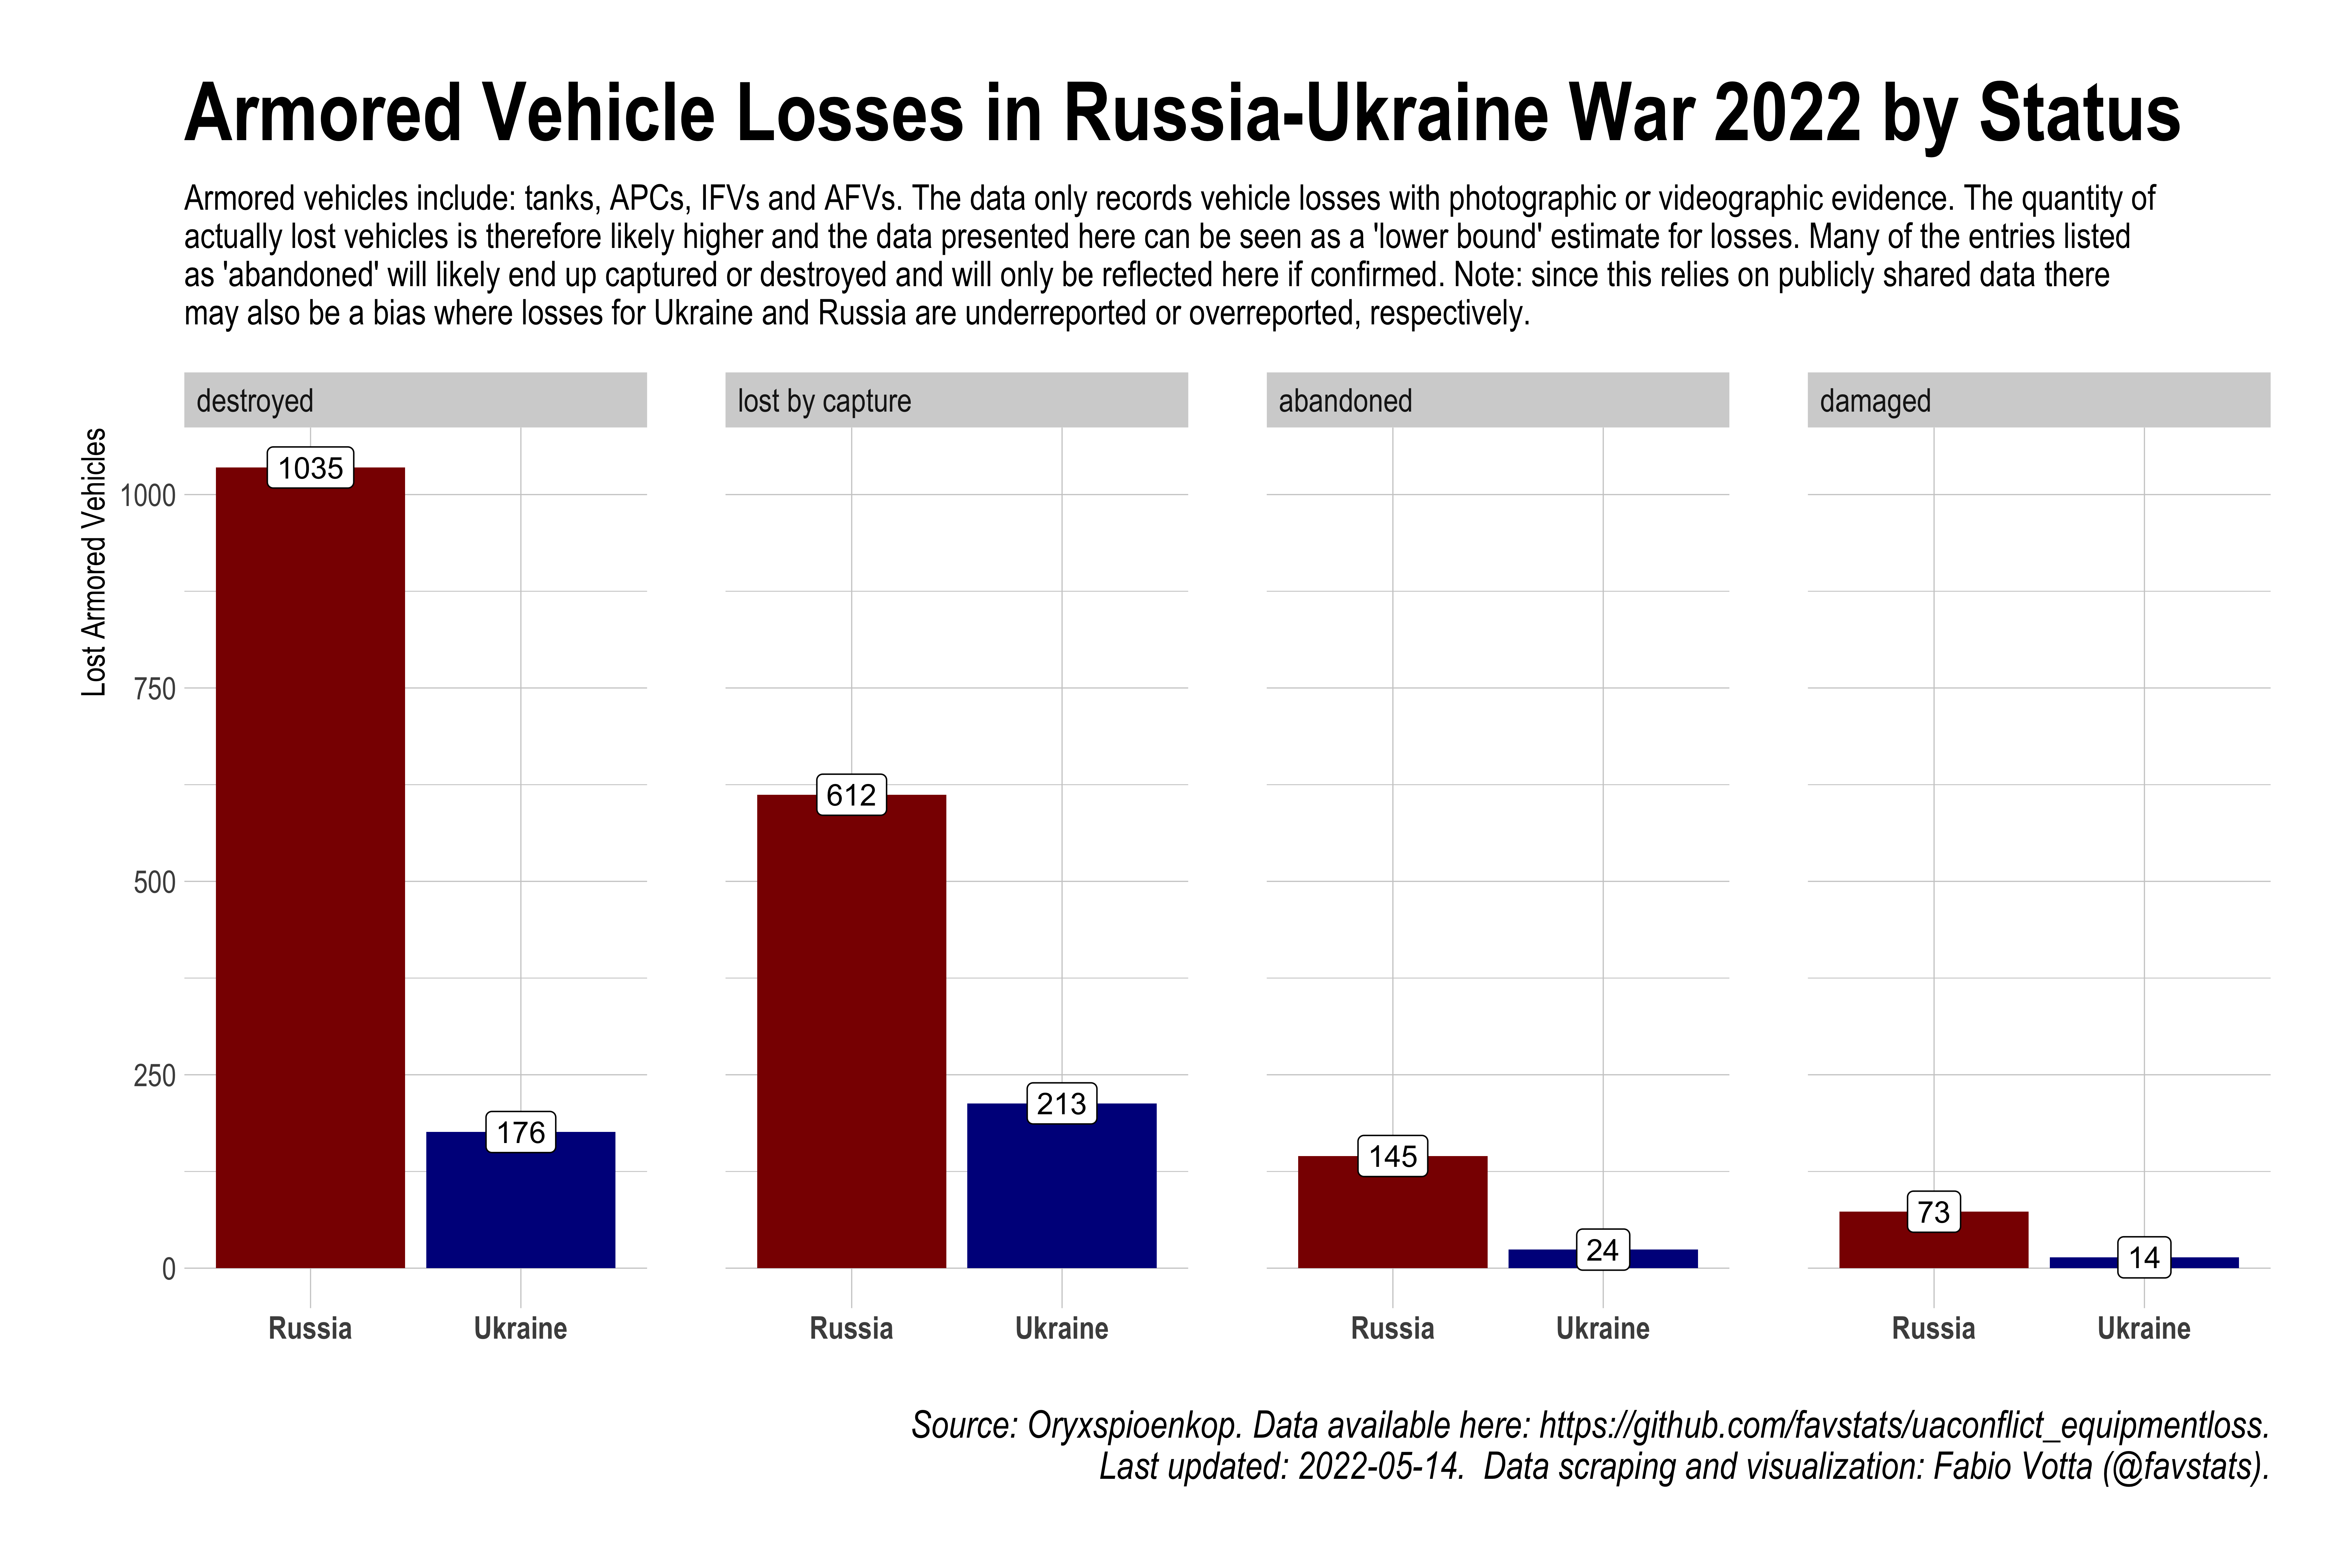 Armored Vehicle Losses in Russia-Ukraine War 2022 by Status
Armored vehicles include: tanks, APCs, IFVs and AFVs. The data only records vehicle losses with photographic or videographic evidence. The quantity of
actually lost vehicles is therefore likely higher and the data presented here can be seen as a 'lower bound' estimate for losses. Many of the entries listed
as 'abandoned' will likely end up captured or destroyed and will only be reflected here if confirmed. Note: since this relies on publicly shared data there
may also be a bias where losses for Ukraine and Russia are underreported or overreported, respectively.
destroyed
lost by capture
abandoned
damaged
Lost Armored Vehicles
1000
750
500
250
0
1035
176
612
213
145
24
73
14
Russia
Ukraine
Russia
Ukraine
Russia
Ukraine
Russia
Ukraine
Source: Oryxspioenkop. Data available here: https://github.com/favstats/uaconflict_equipmentloss.
Last updated: 2022-05-14.  Data scraping and visualization: Fabio Votta (@favstats).